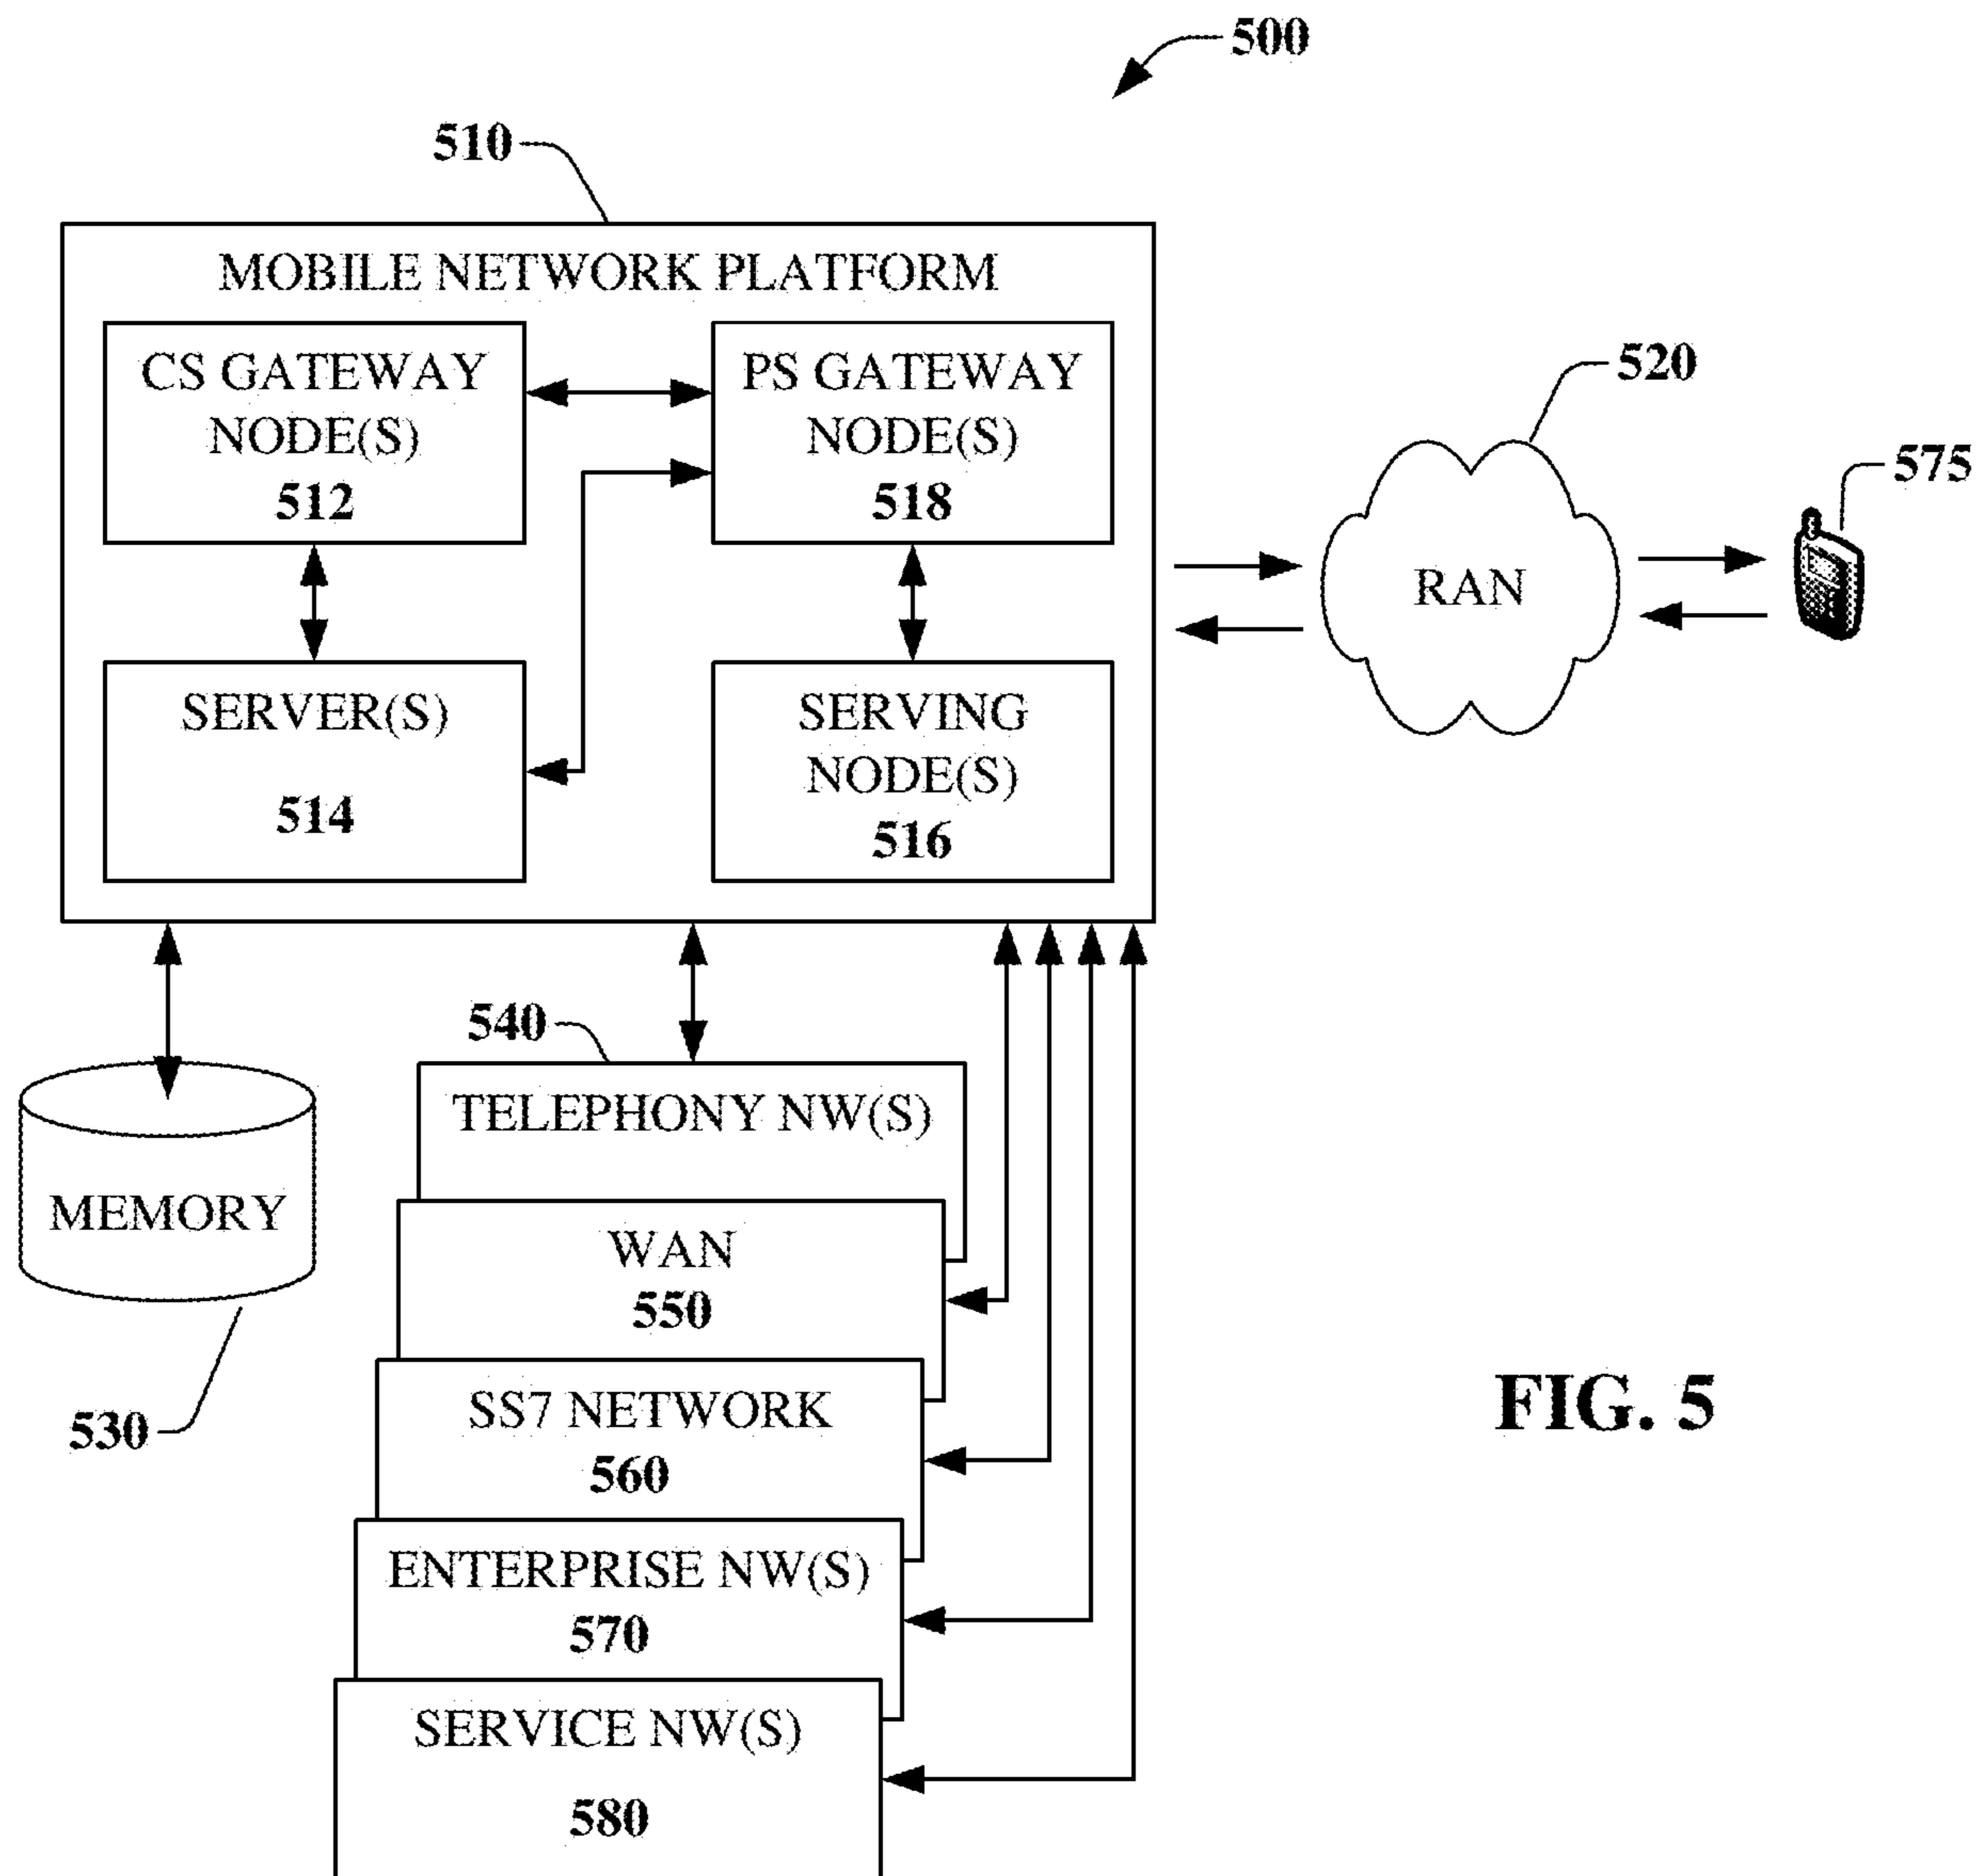 500
510
MOBILE NETWORK PLATFORM
CS GATEWAY
NODE(S)
512
PS GATEWAY
NODE(S)
518
SERVER(S)
514
SERVING
NODE(S)
516
520
RAN
575
540
TELEPHONY NW(S)
MEMORY
530
WAN
550
SS7 NETWORK
560
ENTERPRISE NW(S)
570
SERVICE NW(S)
580
FIG. 5